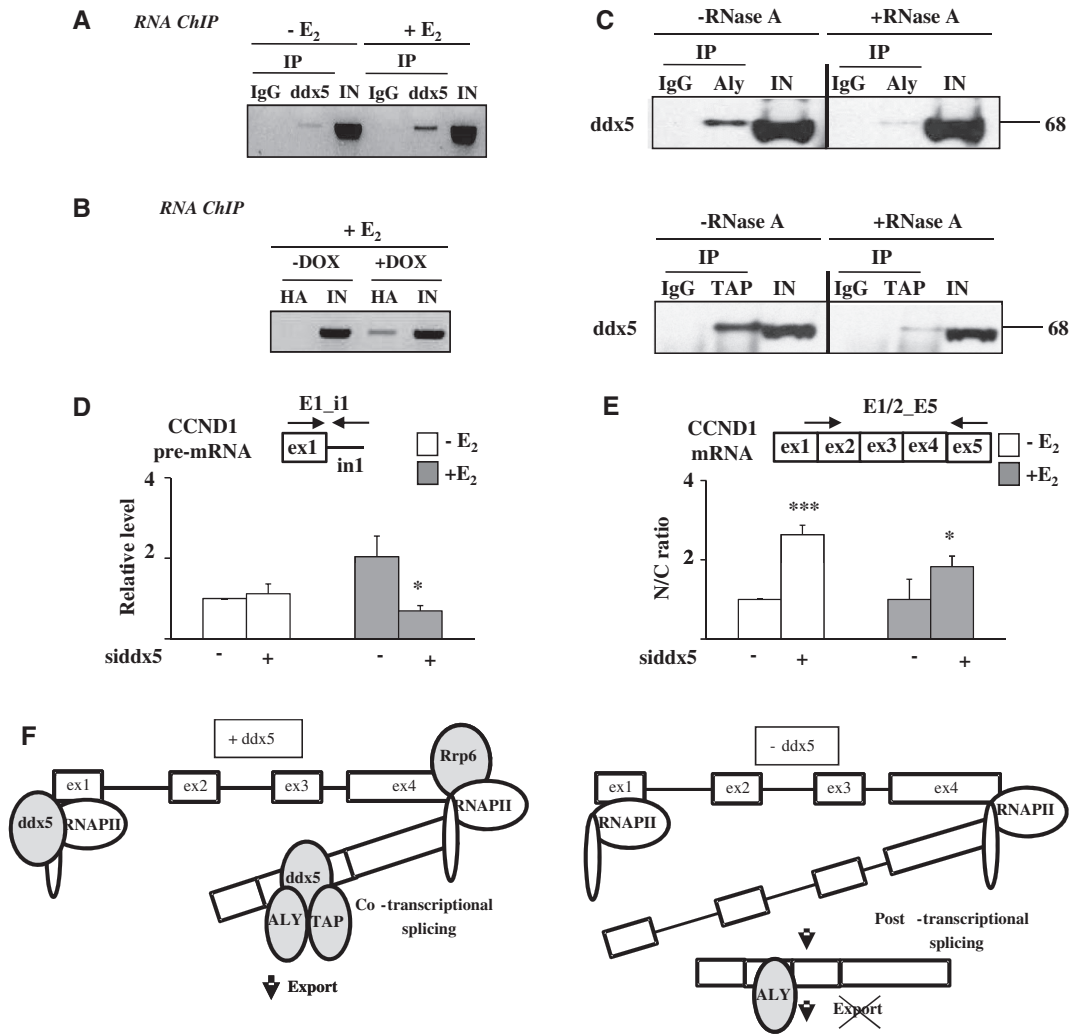 A
RNA ChIP
- E2 + E2
IP IP
IgG ddx5 IN IgG ddx5 IN
B
RNA ChIP
+ E2
-DOX +DOX
HA IN HA IN
C
-RNase A +RNase A
IP IP
IgG Aly IN IgG Aly IN
ddx5 68
-RNase A +RNase A
IP IP
IgG TAP IN IgG TAP IN
ddx5 68
D
CCND1
pre-mRNA
E1_i1
ex1
in1
- E2
+E2
4
2
Relative level
*
siddx5 - + - +
E
CCND1
mRNA
E1/2_E5
ex1 ex2 ex3 ex4 ex5
- E2
+E2
4
2
N/C ratio
***
*
siddx5 - + - +
F
+ ddx5
ex1 ex2 ex3 ex4
Rrp6
ddx5 RNAPII
RNAPII
ddx5
ALY TAP
Co -transcriptional
splicing
Export
- ddx5
ex1 ex2 ex3 ex4
RNAPII
RNAPII
Post -transcriptional
splicing
ALY
Export